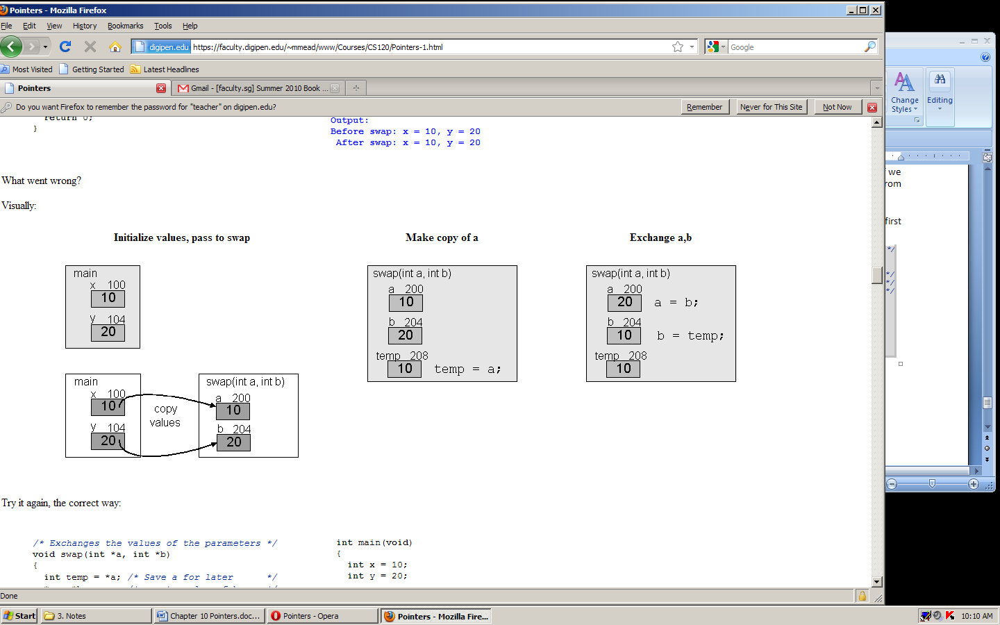 Pointers - Mozilla Firefox
File Edit View History Bookmarks Tools Help
digipen.edu https://faculty.digipen.edu/~mmead/www/Courses/CS120/Pointers-1.html
Google
Most Visited Getting Started Latest Headlines
Pointers
Gmail - [faculty.sg] Summer 2010 Book ...
Do you want Firefox to remember the password for "teacher" on digipen.edu?
Remember Never for This Site Not Now
Change Styles
Editing
return 0;
}
Output:
Before swap: x = 10, y = 20
After swap: x = 10, y = 20
we
rom
first
*/
*/
*/
*/
What went wrong?
Visually:
Initialize values, pass to swap
main
x 100
10
y 104
20
main
x 100
10
y 104
20
copy
values
swap(int a, int b)
a 200
10
b 204
20
Make copy of a
swap(int a, int b)
a 200
10
b 204
20
temp 208
10 temp = a;
Exchange a,b
swap(int a, int b)
a 200
20 a = b;
b 204
10 b = temp;
temp 208
10
Try it again, the correct way:
/* Exchanges the values of the parameters */
void swap(int *a, int *b)
{
int temp = *a; /* Save a for later */
int main(void)
{
int x = 10;
int y = 20;
Done
Start 3. Notes Chapter 10 Pointers.doc... Pointers - Opera Pointers - Mozilla Fire... 10:10 AM